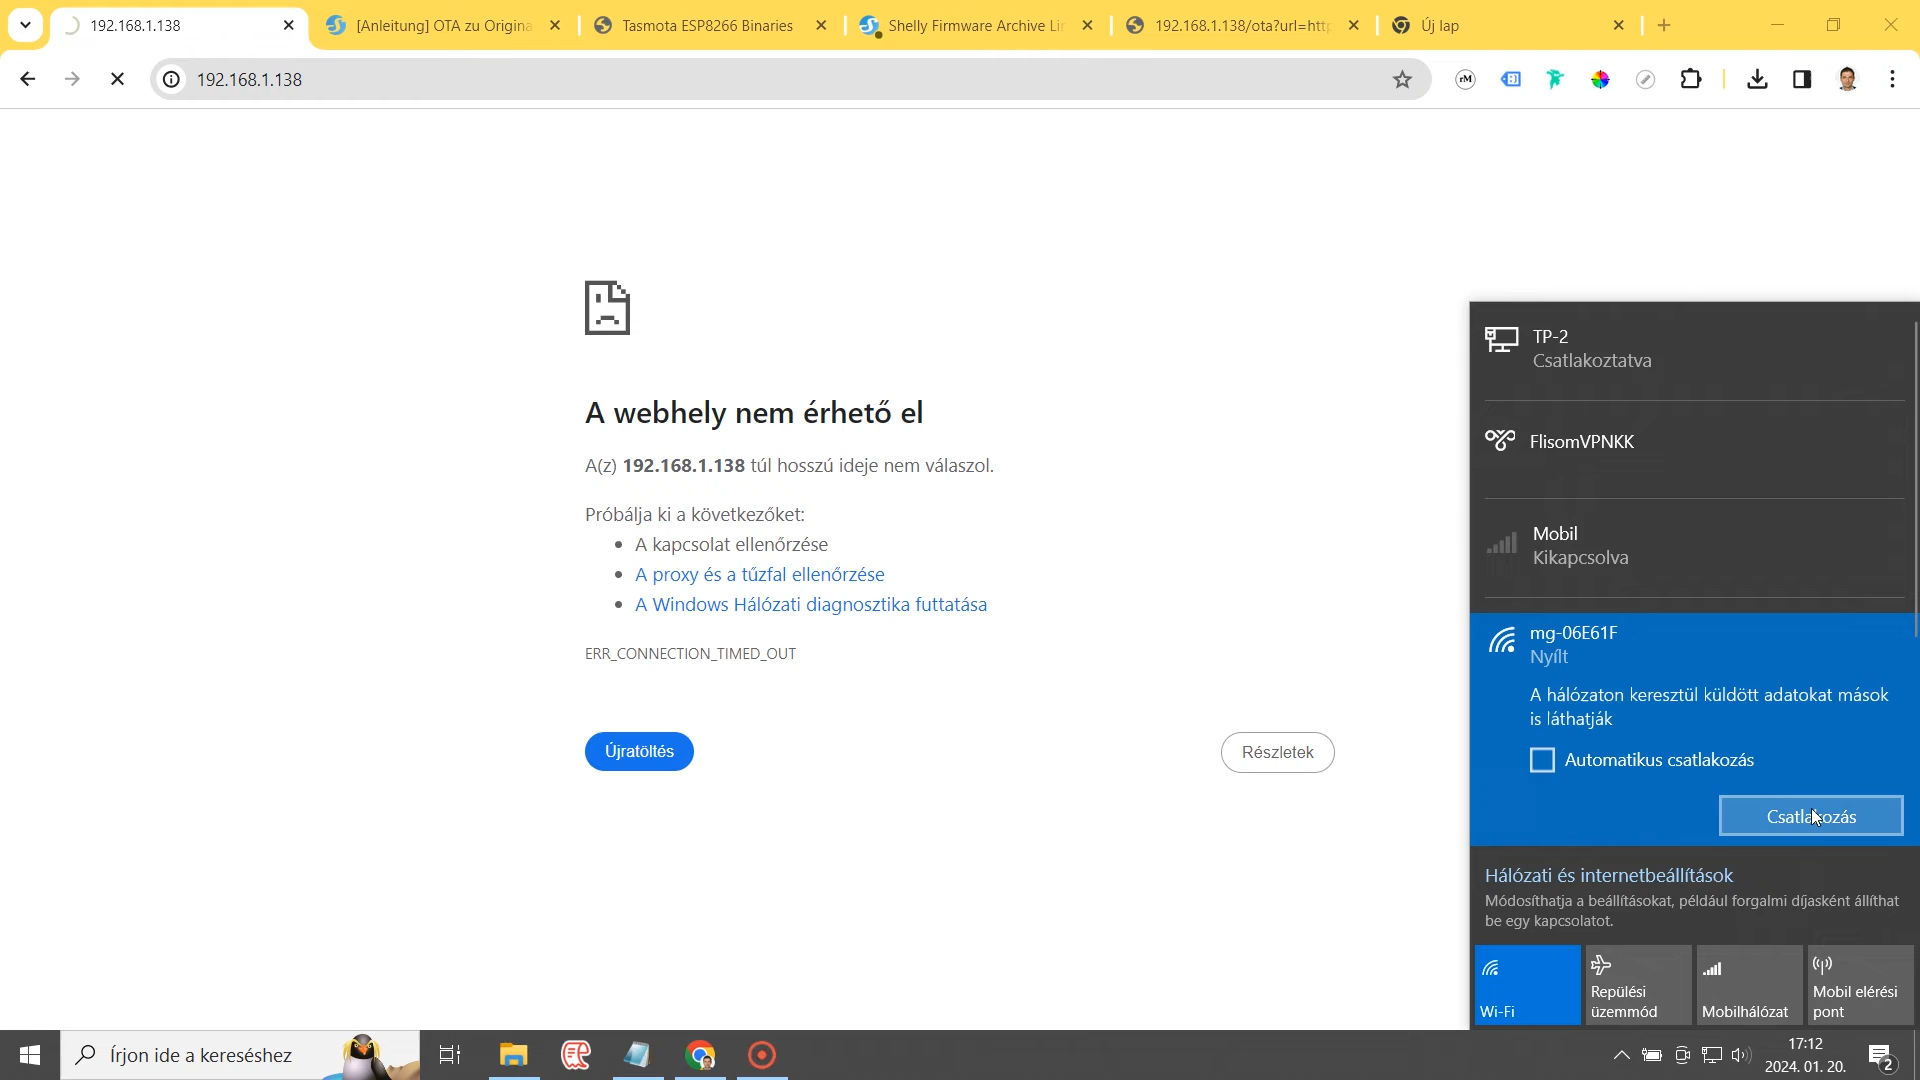 192.168.1.138
[Anleitung] OTA zu Origina
Tasmota ESP8266 Binaries
Shelly Firmware Archive Lir
192.168.1.138/ota?url=http
Új lap
192.168.1.138
rM
A webhely nem érhető el
A(z) 192.168.1.138 túl hosszú ideje nem válaszol.
Próbálja ki a következőket:
A kapcsolat ellenőrzése
A proxy és a tűzfal ellenőrzése
A Windows Hálózati diagnosztika futtatása
ERR_CONNECTION_TIMED_OUT
Újratöltés
Részletek
TP-2
Csatlakoztatva
FlisomVPNKK
Mobil
Kikapcsolva
mg-06E61F
Nyílt
A hálózaton keresztül küldött adatokat mások
is láthatják
Automatikus csatlakozás
Csatlakozás
Hálózati és internetbeállítások
Módosíthatja a beállításokat, például forgalmi díjasként állíthat
be egy kapcsolatot.
Wi-Fi
Repülési
üzemmód
Mobilhálózat
Mobil elérési
pont
Írjon ide a kereséshez
17:12
2024. 01. 20.
2